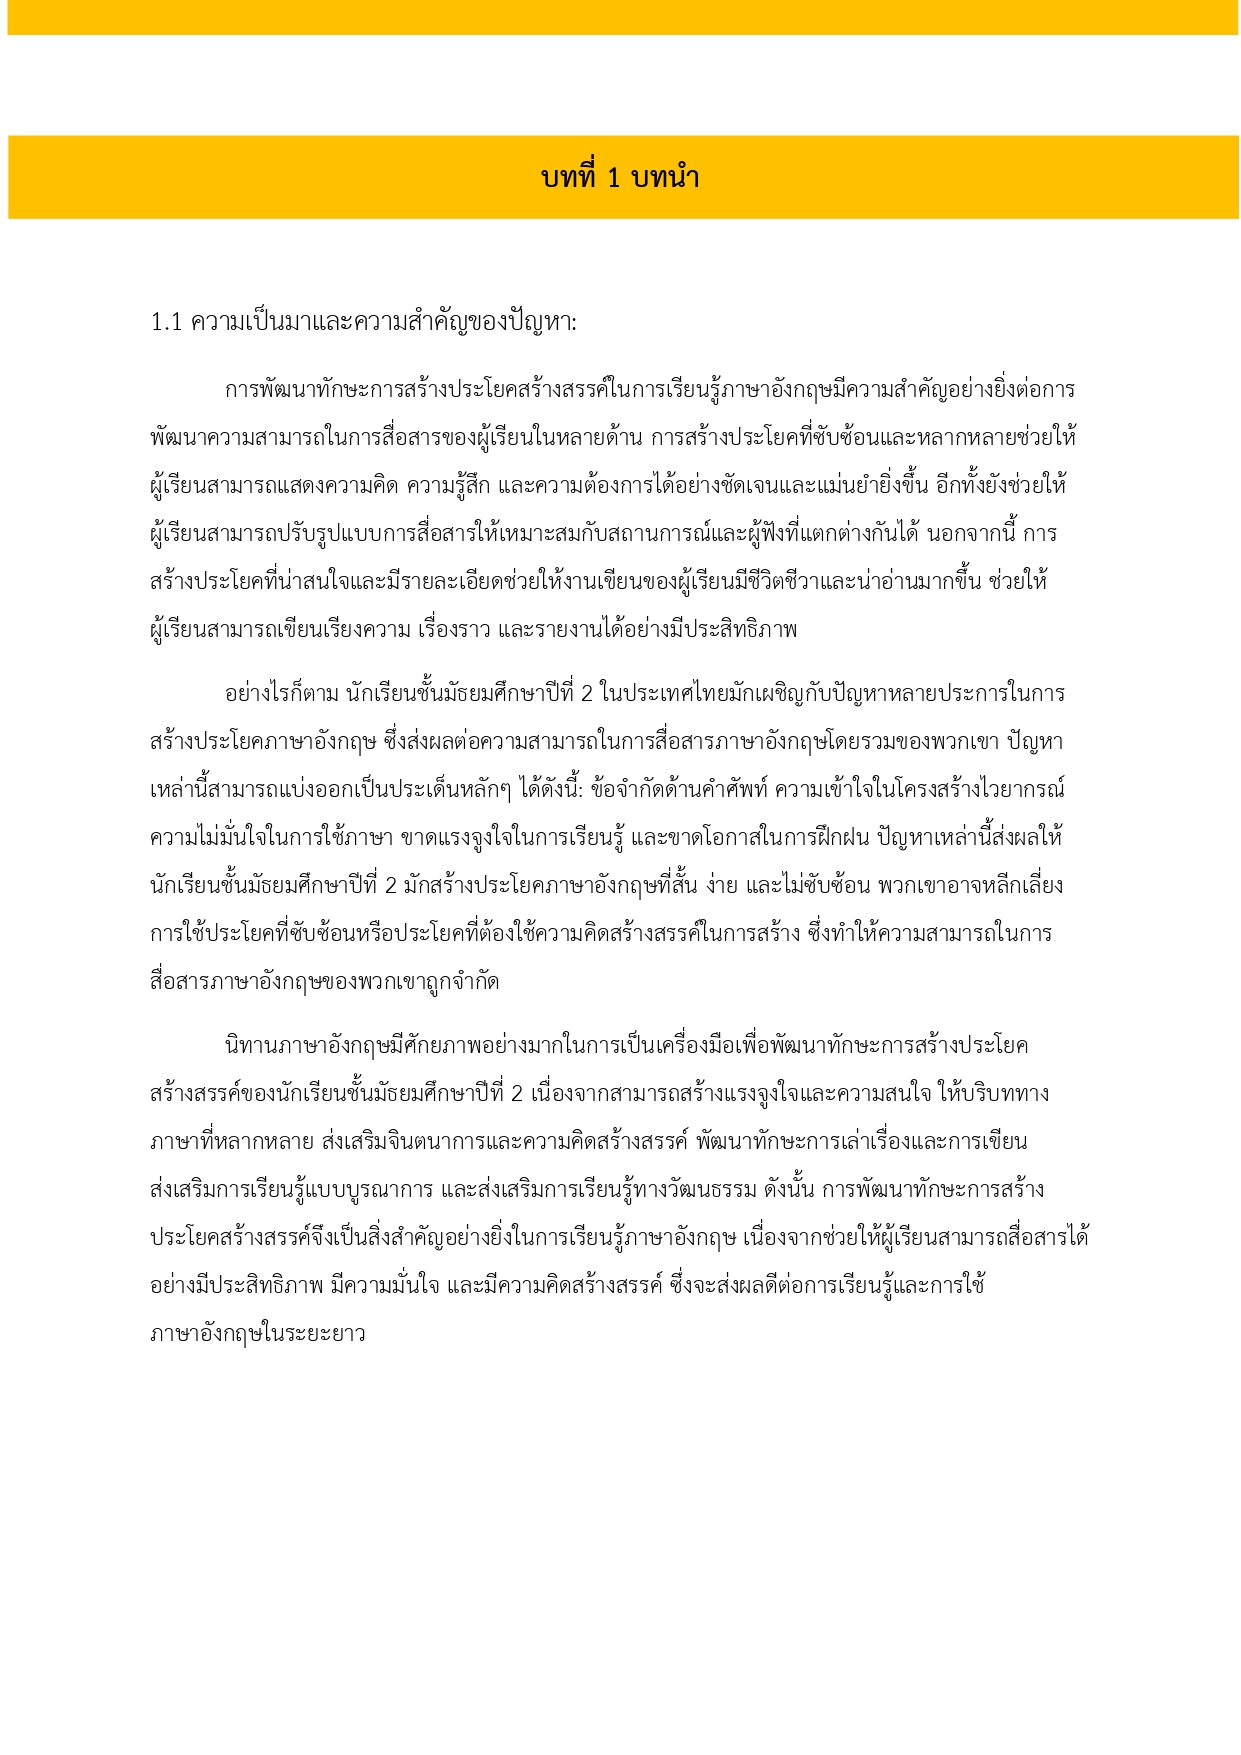 บทที่ 1 บทนำ
1.1 ความเป็นมาและความสำคัญของปัญหา:
การพัฒนาทักษะการสร้างประโยคสร้างสรรค์ในการเรียนรู้ภาษาอังกฤษมีความสำคัญอย่างยิ่งต่อการ
พัฒนาความสามารถในการสื่อสารของผู้เรียนในหลายด้าน การสร้างประโยคที่ซับซ้อนและหลากหลายช่วยให้
ผู้เรียนสามารถแสดงความคิด ความรู้สึก และความต้องการได้อย่างชัดเจนและแม่นยำยิ่งขึ้น อีกทั้งยังช่วยให้
ผู้เรียนสามารถปรับรูปแบบการสื่อสารให้เหมาะสมกับสถานการณ์และผู้ฟังที่แตกต่างกันได้ นอกจากนี้ การ
สร้างประโยคที่น่าสนใจและมีรายละเอียดช่วยให้งานเขียนของผู้เรียนมีชีวิตชีวาและน่าอ่านมากขึ้น ช่วยให้
ผู้เรียนสามารถเขียนเรียงความ เรื่องราว และรายงานได้อย่างมีประสิทธิภาพ
อย่างไรก็ตาม นักเรียนชั้นมัธยมศึกษาปีที่ 2 ในประเทศไทยมักเผชิญกับปัญหาหลายประการในการ
สร้างประโยคภาษาอังกฤษ ซึ่งส่งผลต่อความสามารถในการสื่อสารภาษาอังกฤษโดยรวมของพวกเขา ปัญหา
เหล่านี้สามารถแบ่งออกเป็นประเด็นหลักๆ ได้ดังนี้: ข้อจำกัดด้านคำศัพท์ ความเข้าใจในโครงสร้างไวยากรณ์
ความไม่มั่นใจในการใช้ภาษา ขาดแรงจูงใจในการเรียนรู้ และขาดโอกาสในการฝึกฝน ปัญหาเหล่านี้ส่งผลให้
นักเรียนชั้นมัธยมศึกษาปีที่ 2 มักสร้างประโยคภาษาอังกฤษที่สั้น ง่าย และไม่ซับซ้อน พวกเขาอาจหลีกเลี่ยง
การใช้ประโยคที่ซับซ้อนหรือประโยคที่ต้องใช้ความคิดสร้างสรรค์ในการสร้าง ซึ่งทำให้ความสามารถในการ
สื่อสารภาษาอังกฤษของพวกเขาถูกจำกัด
นิทานภาษาอังกฤษมีศักยภาพอย่างมากในการเป็นเครื่องมือเพื่อพัฒนาทักษะการสร้างประโยค
สร้างสรรค์ของนักเรียนชั้นมัธยมศึกษาปีที่ 2 เนื่องจากสามารถสร้างแรงจูงใจและความสนใจ ให้บริบททาง
ภาษาที่หลากหลาย ส่งเสริมจินตนาการและความคิดสร้างสรรค์ พัฒนาทักษะการเล่าเรื่องและการเขียน
ส่งเสริมการเรียนรู้แบบบูรณาการ และส่งเสริมการเรียนรู้ทางวัฒนธรรม ดังนั้น การพัฒนาทักษะการสร้าง
ประโยคสร้างสรรค์จึงเป็นสิ่งสำคัญอย่างยิ่งในการเรียนรู้ภาษาอังกฤษ เนื่องจากช่วยให้ผู้เรียนสามารถสื่อสารได้
อย่างมีประสิทธิภาพ มีความมั่นใจ และมีความคิดสร้างสรรค์ ซึ่งจะส่งผลดีต่อการเรียนรู้และการใช้
ภาษาอังกฤษในระยะยาว